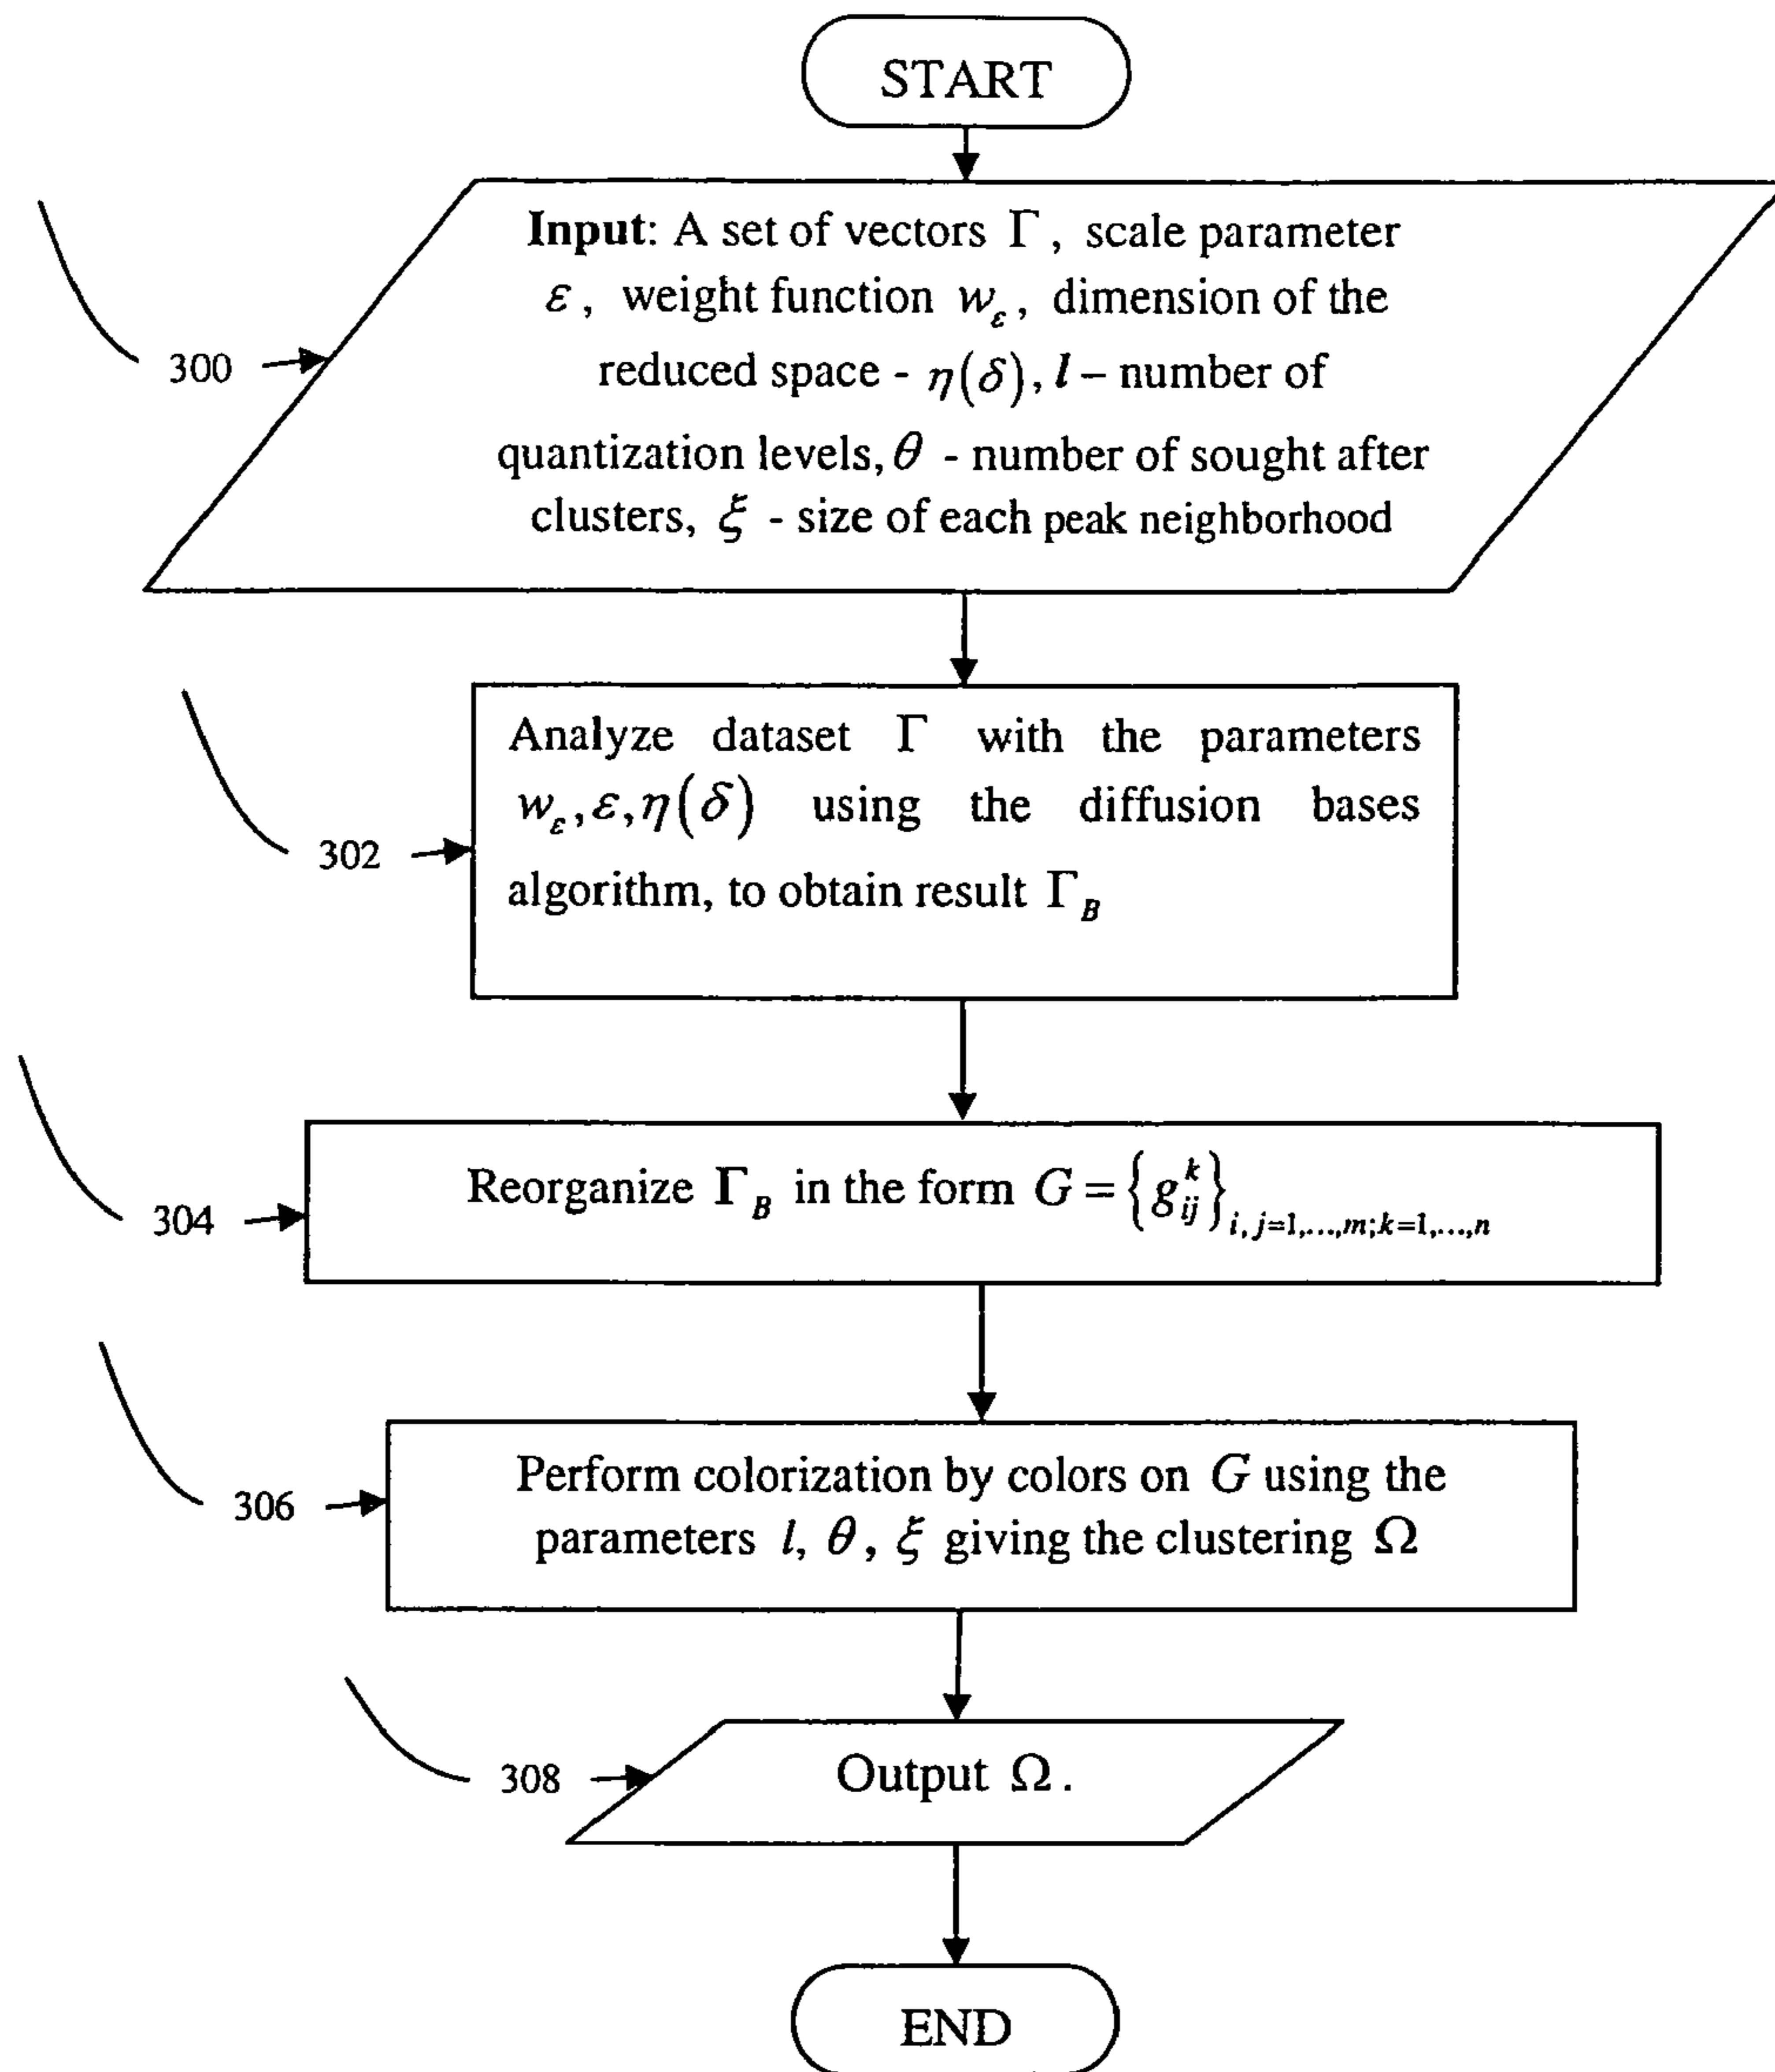 START
Input: A set of vectors Γ, scale parameter
ε, weight function w_ε, dimension of the
reduced space - η(δ), l – number of
quantization levels, θ - number of sought after
clusters, ξ - size of each peak neighborhood
300
Analyze dataset Γ with the parameters
w_ε, ε, η(δ) using the diffusion bases
algorithm, to obtain result Γ_B
302
Reorganize Γ_B in the form G = {g_ij^k}_i,j=1,...,m;k=1,...,n
304
Perform colorization by colors on G using the
parameters l, θ, ξ giving the clustering Ω
306
Output Ω.
308
END